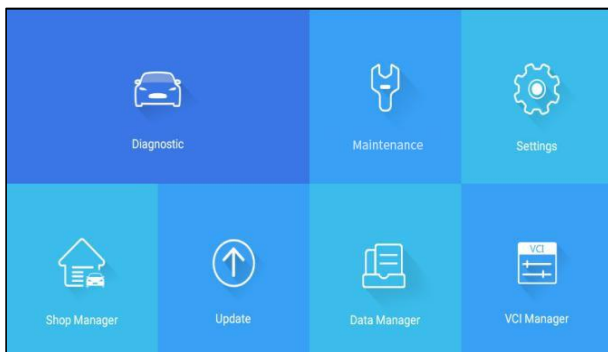 Diagnostic
Maintenance
Settings
Shop Manager
Update
Data Manager
VCI
VCI Manager